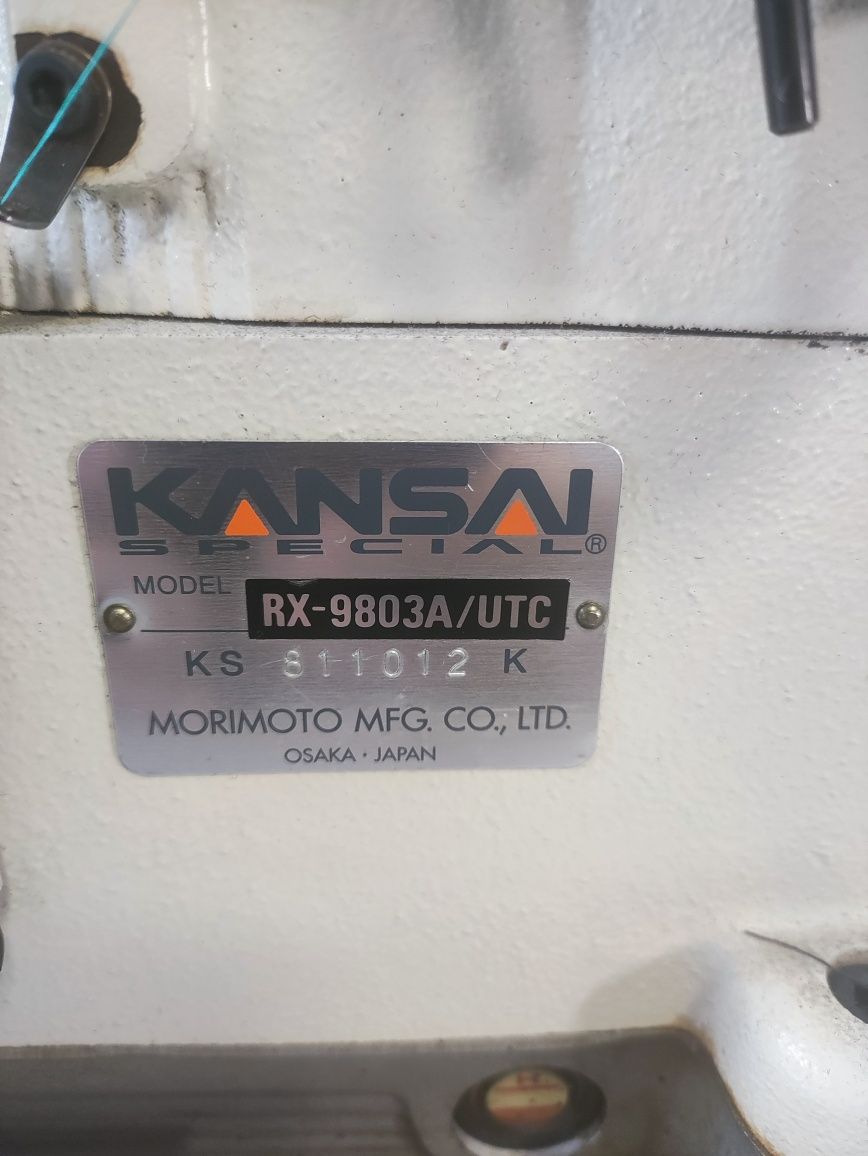 KANSAI
SPECIAL®
MODEL RX-9803A/UTC
KS 811012 K
MORIMOTO MFG. CO., LTD.
OSAKA · JAPAN